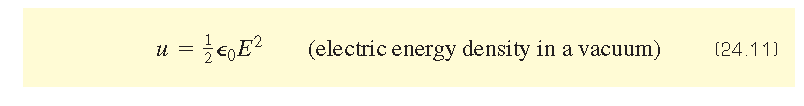 u = ½ϵ₀E² (electric energy density in a vacuum) (24.11)